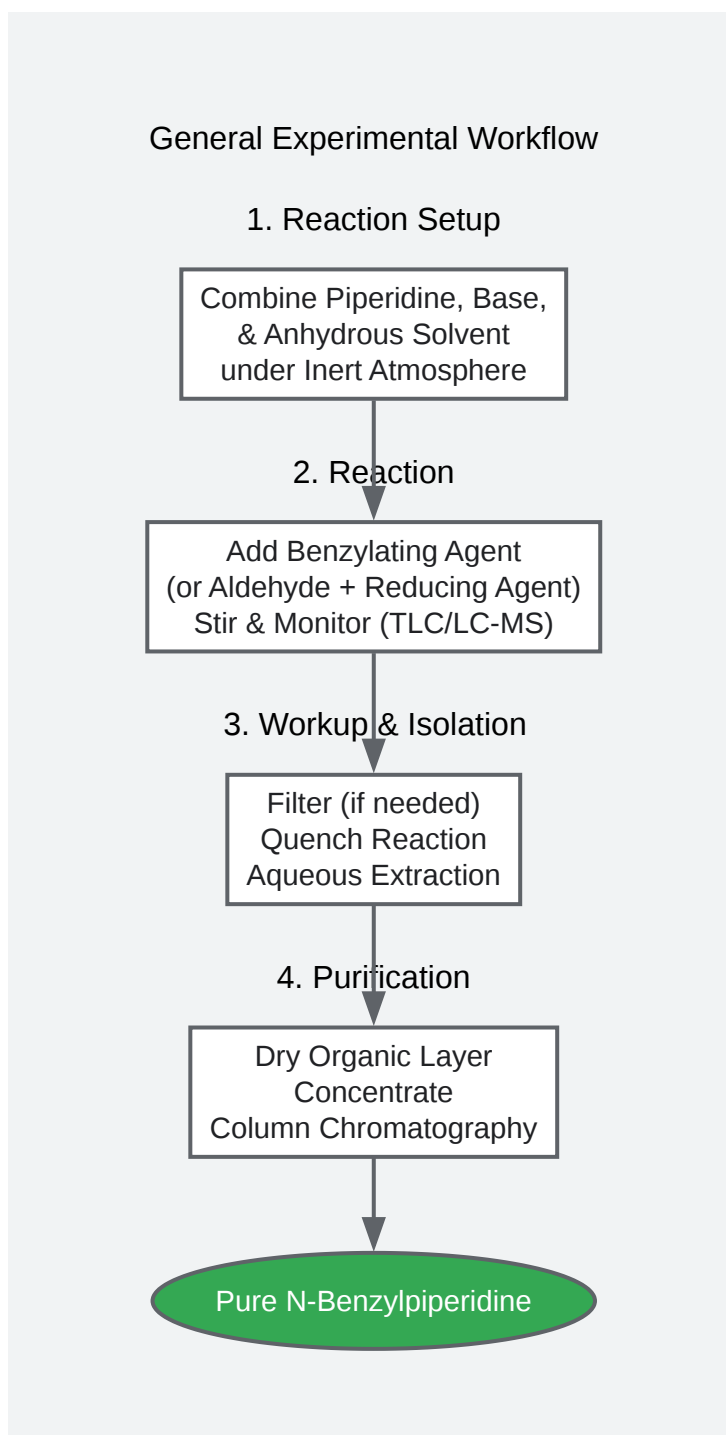 General Experimental Workflow
1. Reaction Setup
Combine Piperidine, Base,
& Anhydrous Solvent
under Inert Atmosphere
2. Reaction
Add Benzylating Agent
(or Aldehyde + Reducing Agent)
Stir & Monitor (TLC/LC-MS)
3. Workup & Isolation
Filter (if needed)
Quench Reaction
Aqueous Extraction
4. Purification
Dry Organic Layer
Concentrate
Column Chromatography
Pure N-Benzylpiperidine